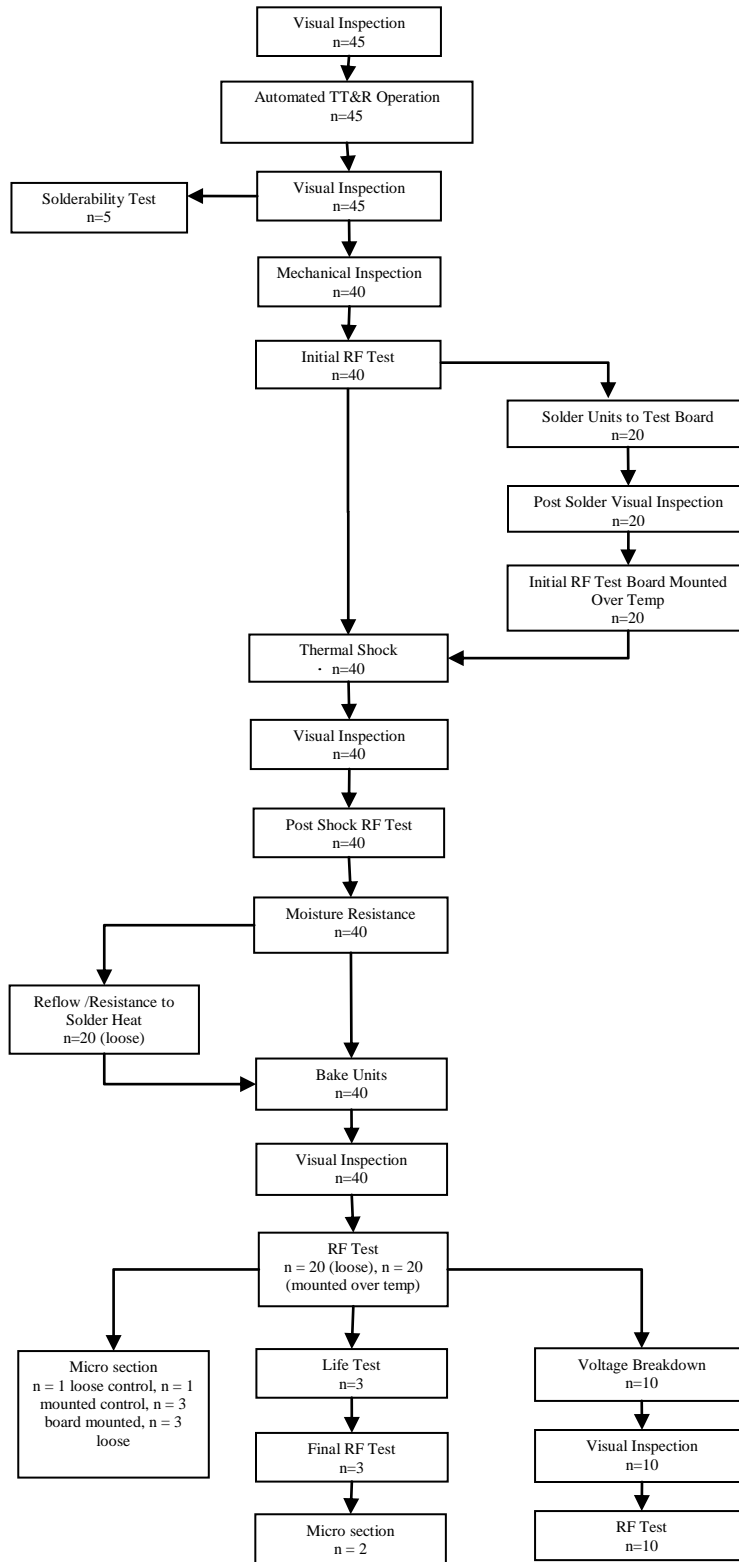 Visual Inspection
n=45
Automated TT&R Operation
n=45
Visual Inspection
n=45
Solderability Test
n=5
Mechanical Inspection
n=40
Initial RF Test
n=40
Solder Units to Test Board
n=20
Post Solder Visual Inspection
n=20
Initial RF Test Board Mounted
Over Temp
n=20
Thermal Shock
· n=40
Visual Inspection
n=40
Post Shock RF Test
n=40
Moisture Resistance
n=40
Reflow /Resistance to
Solder Heat
n=20 (loose)
Bake Units
n=40
Visual Inspection
n=40
RF Test
n = 20 (loose), n = 20
(mounted over temp)
Micro section
n = 1 loose control, n = 1
mounted control, n = 3
board mounted, n = 3
loose
Life Test
n=3
Final RF Test
n=3
Micro section
n = 2
Voltage Breakdown
n=10
Visual Inspection
n=10
RF Test
n=10